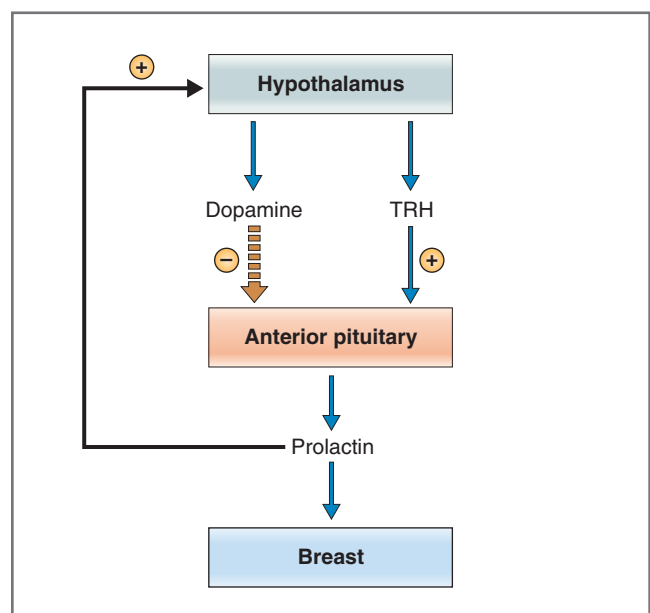 +
Hypothalamus
Dopamine TRH
− +
Anterior pituitary
Prolactin
Breast